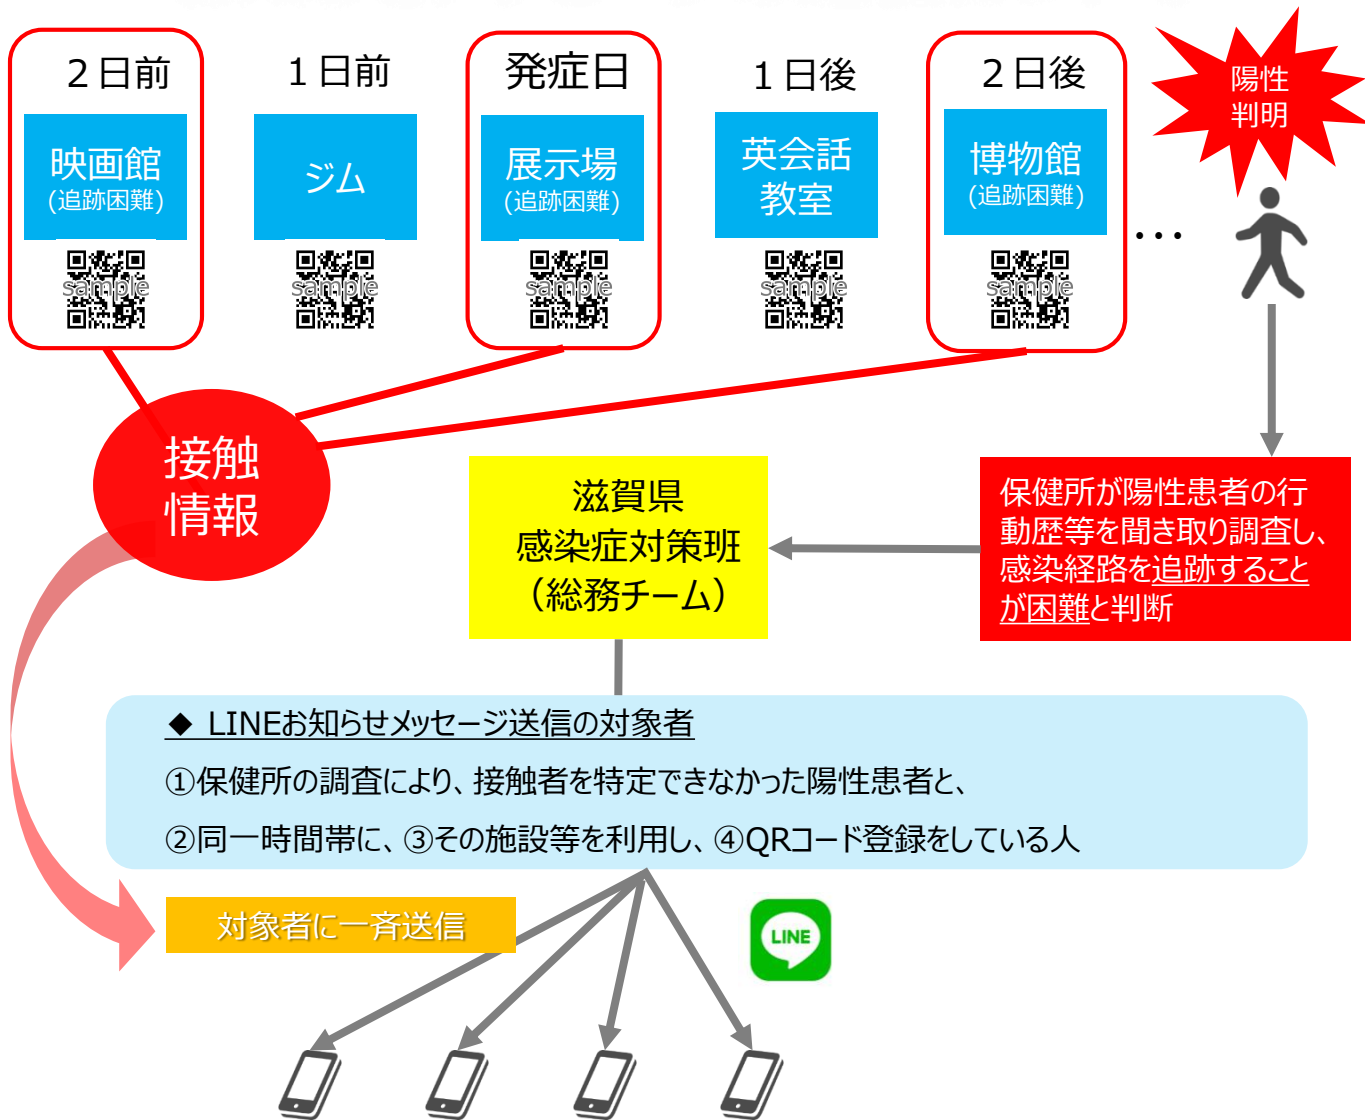 ２日前
１日前
発症日
１日後
２日後
陽性
判明
映画館
(追跡困難)
ジム
展示場
(追跡困難)
英会話
教室
博物館
(追跡困難)
…
sample
sample
sample
sample
sample
接触
情報
滋賀県
感染症対策班
（総務チーム）
保健所が陽性患者の行
動歴等を聞き取り調査し、
感染経路を追跡すること
が困難と判断
◆ LINEお知らせメッセージ送信の対象者
①保健所の調査により、接触者を特定できなかった陽性患者と、
②同一時間帯に、③その施設等を利用し、④QRコード登録をしている人
対象者に一斉送信
LINE